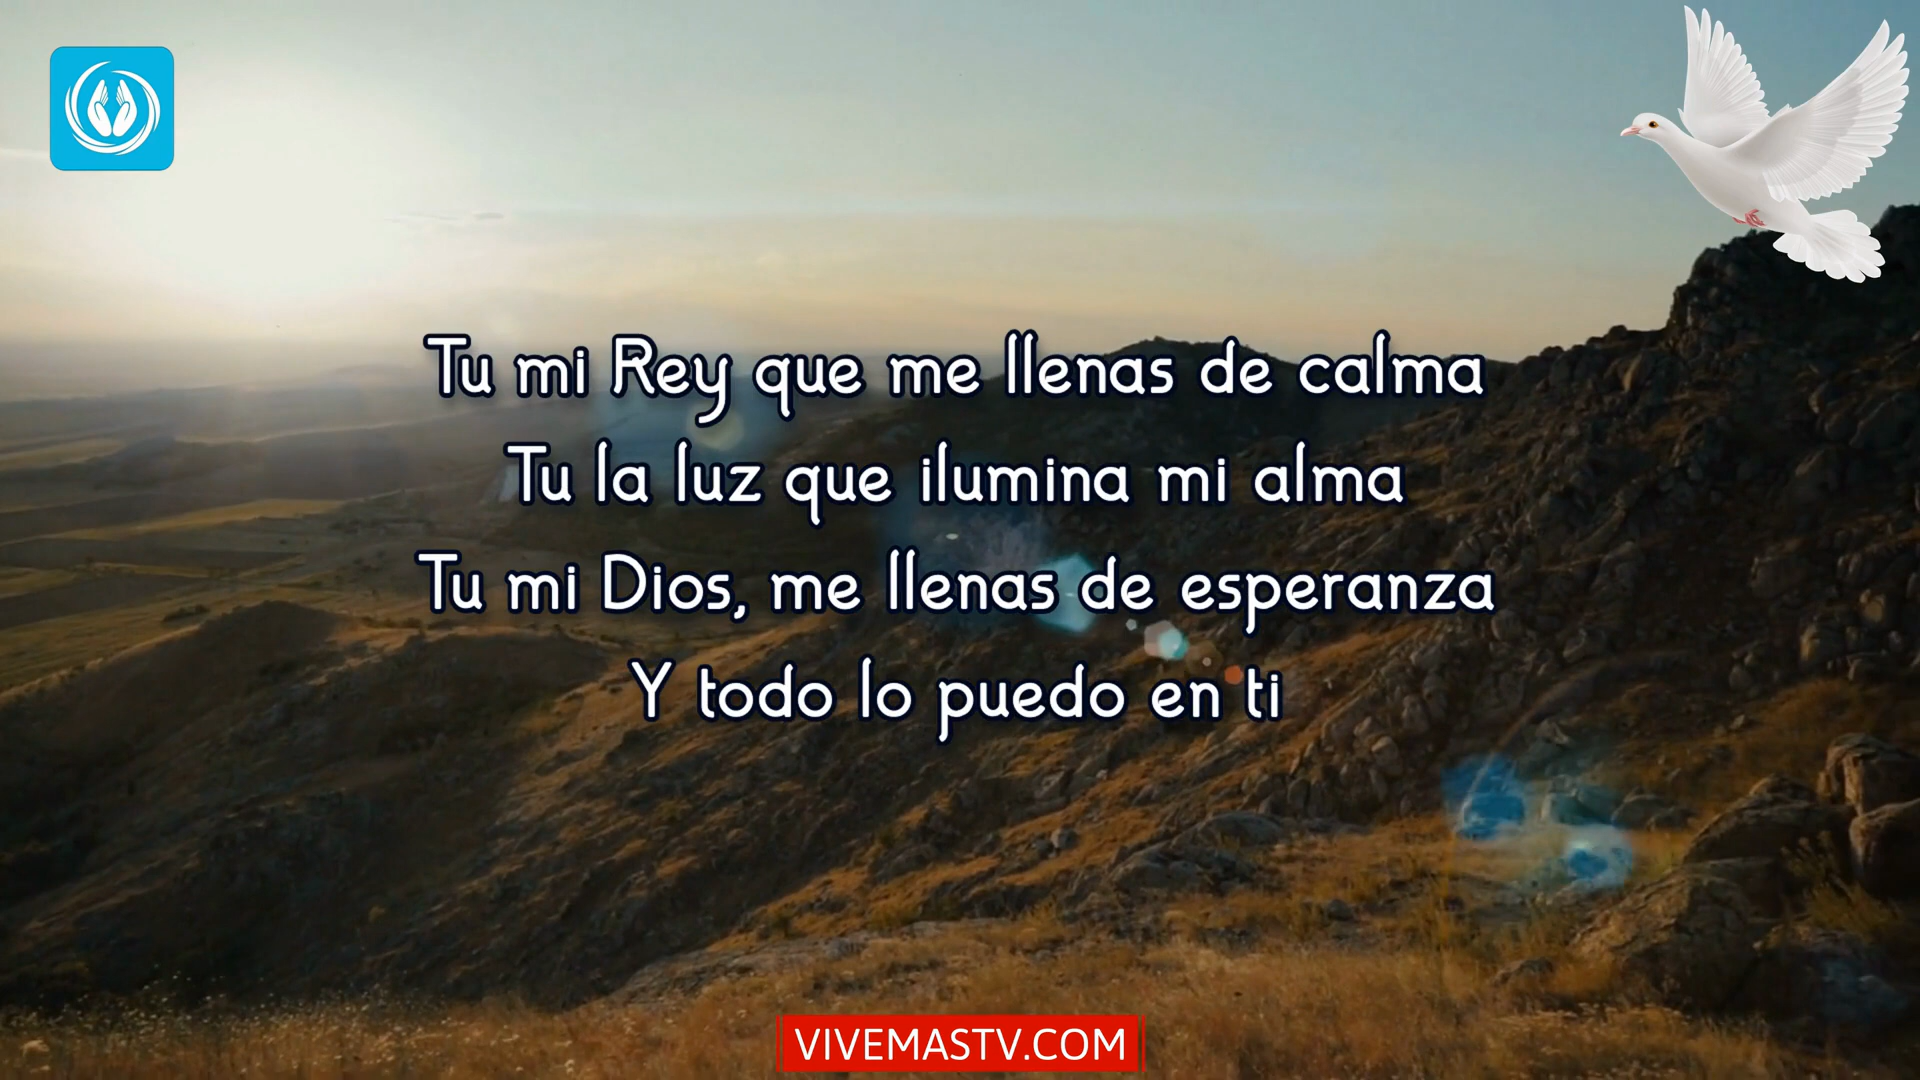 Tu mi Rey que me llenas de calma
Tu la luz que ilumina mi alma
Tu mi Dios, me llenas de esperanza
Y todo lo puedo en ti
VIVEMASTV.COM